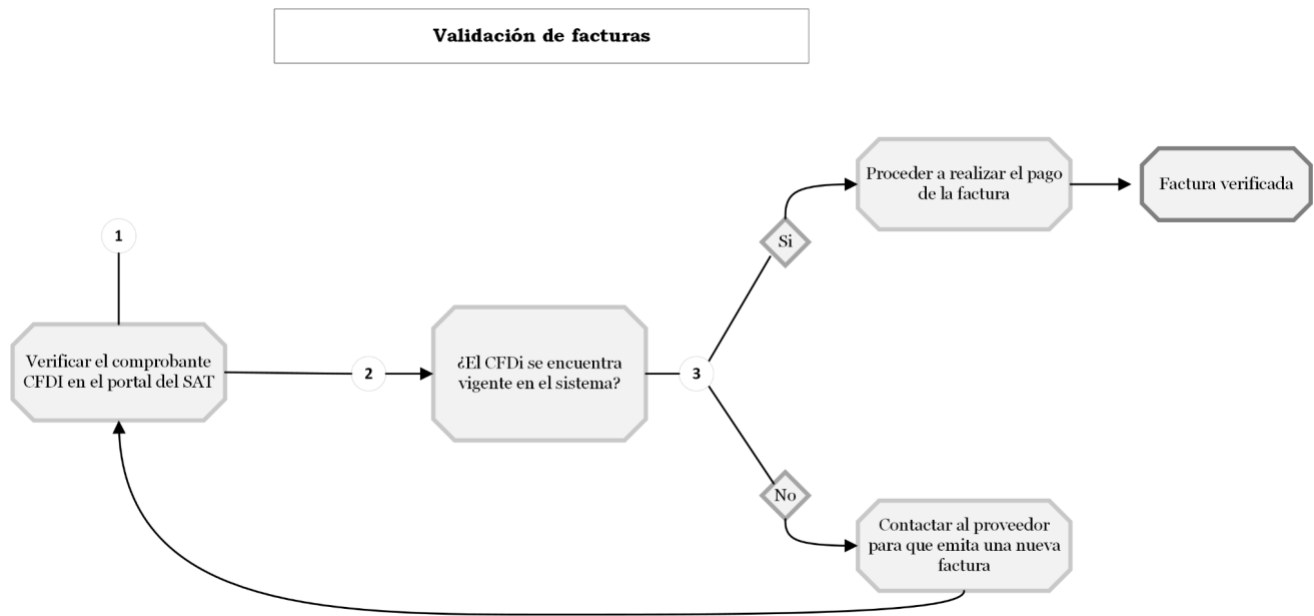 Validación de facturas
1
Verificar el comprobante
CFDI en el portal del SAT
2
¿El CFDi se encuentra
vigente en el sistema?
3
Si
Proceder a realizar el pago
de la factura
Factura verificada
No
Contactar al proveedor
para que emita una nueva
factura